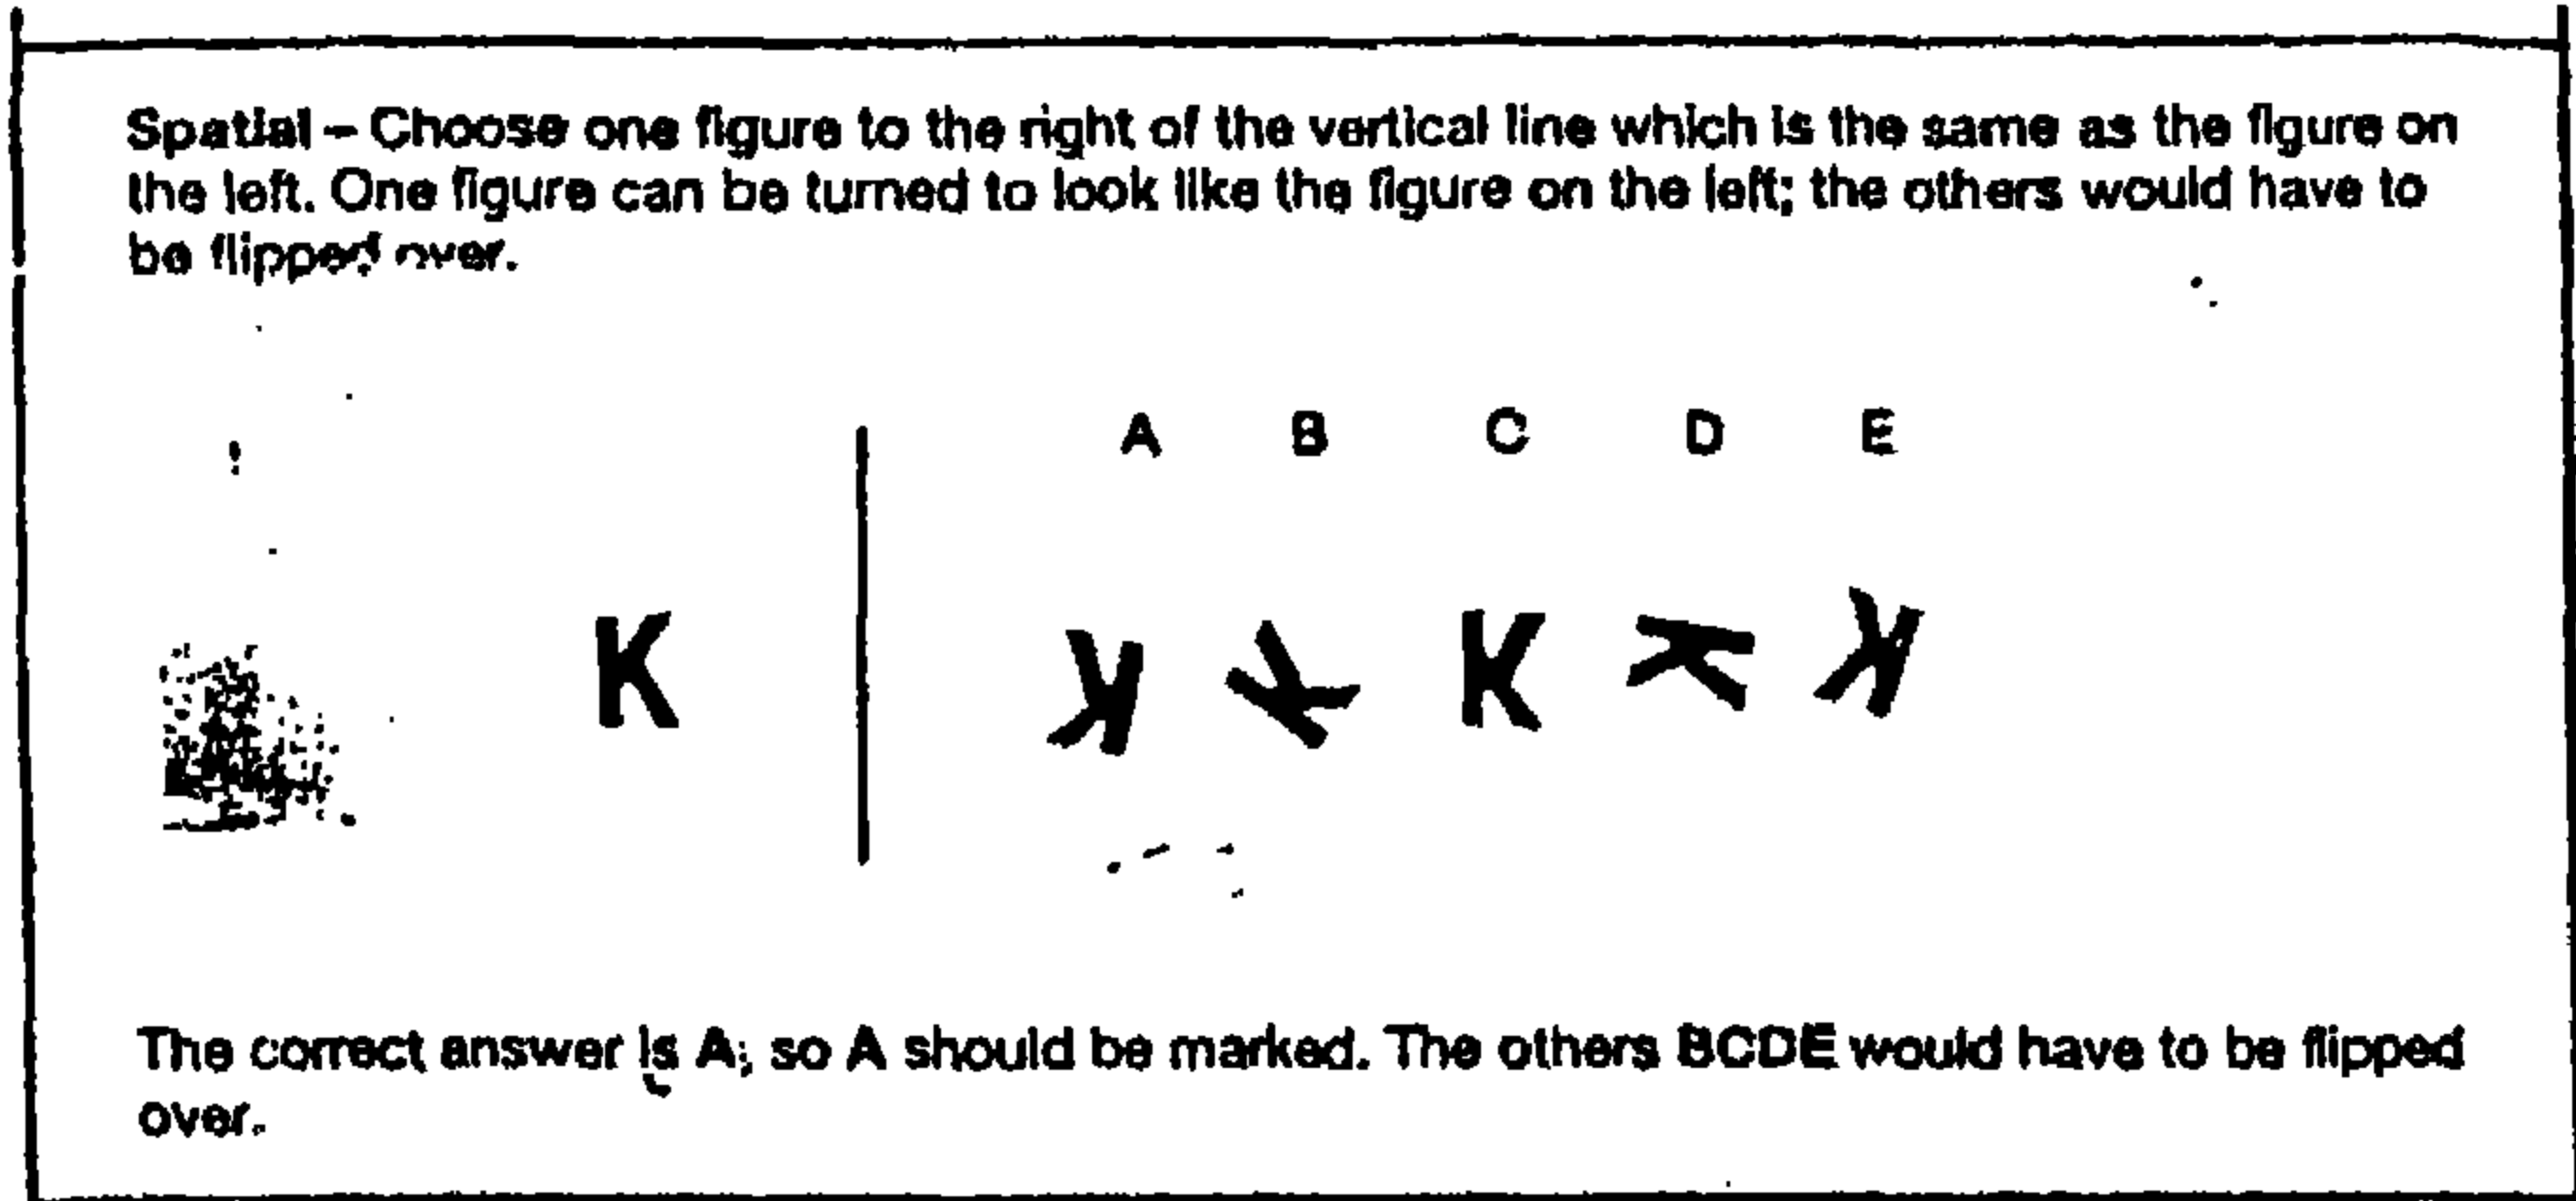 Spatial – Choose one figure to the right of the vertical line which is the same as the figure on
the left. One figure can be turned to look like the figure on the left; the others would have to
be flipped over.
A B C D E
K K K K K K
The correct answer is A; so A should be marked. The others BCDE would have to be flipped
over.